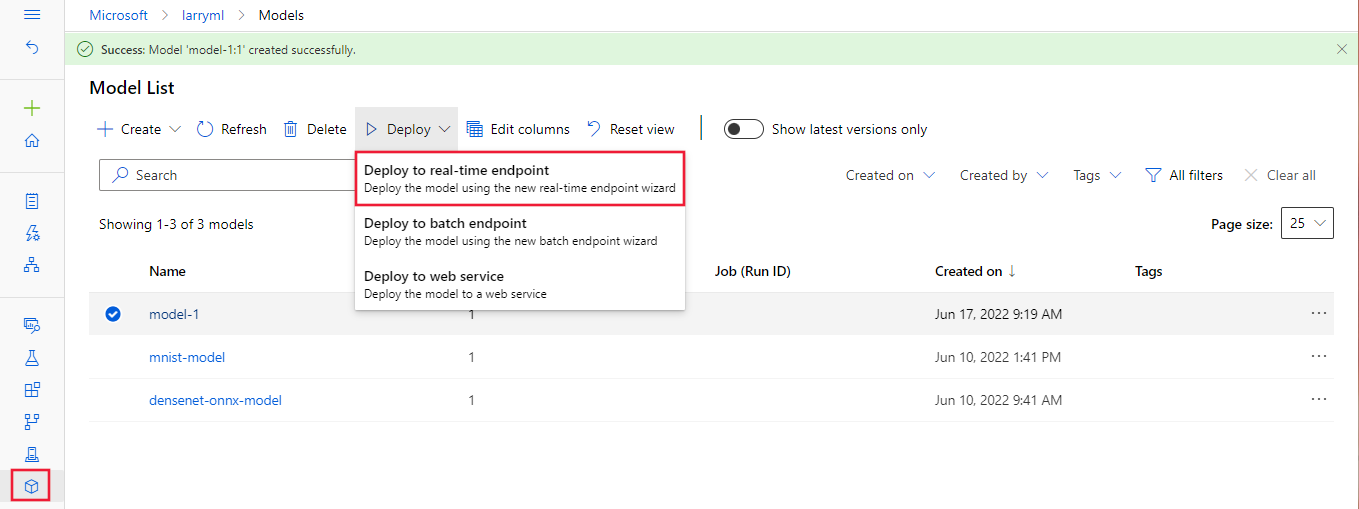 Microsoft > larryml > Models
Success: Model 'model-1:1' created successfully.
Model List
Create Refresh Delete Deploy Edit columns Reset view Show latest versions only
Search Created on Created by Tags All filters Clear all
Deploy to real-time endpoint
Deploy the model using the new real-time endpoint wizard
Deploy to batch endpoint
Deploy the model using the new batch endpoint wizard
Deploy to web service
Deploy the model to a web service
Showing 1-3 of 3 models Page size: 25
Name Job (Run ID) Created on ↓ Tags
model-1 1 Jun 17, 2022 9:19 AM ...
mnist-model 1 Jun 10, 2022 1:41 PM ...
densenet-onnx-model 1 Jun 10, 2022 9:41 AM ...